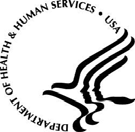 DEPARTMENT OF HEALTH & HUMAN SERVICES • USA